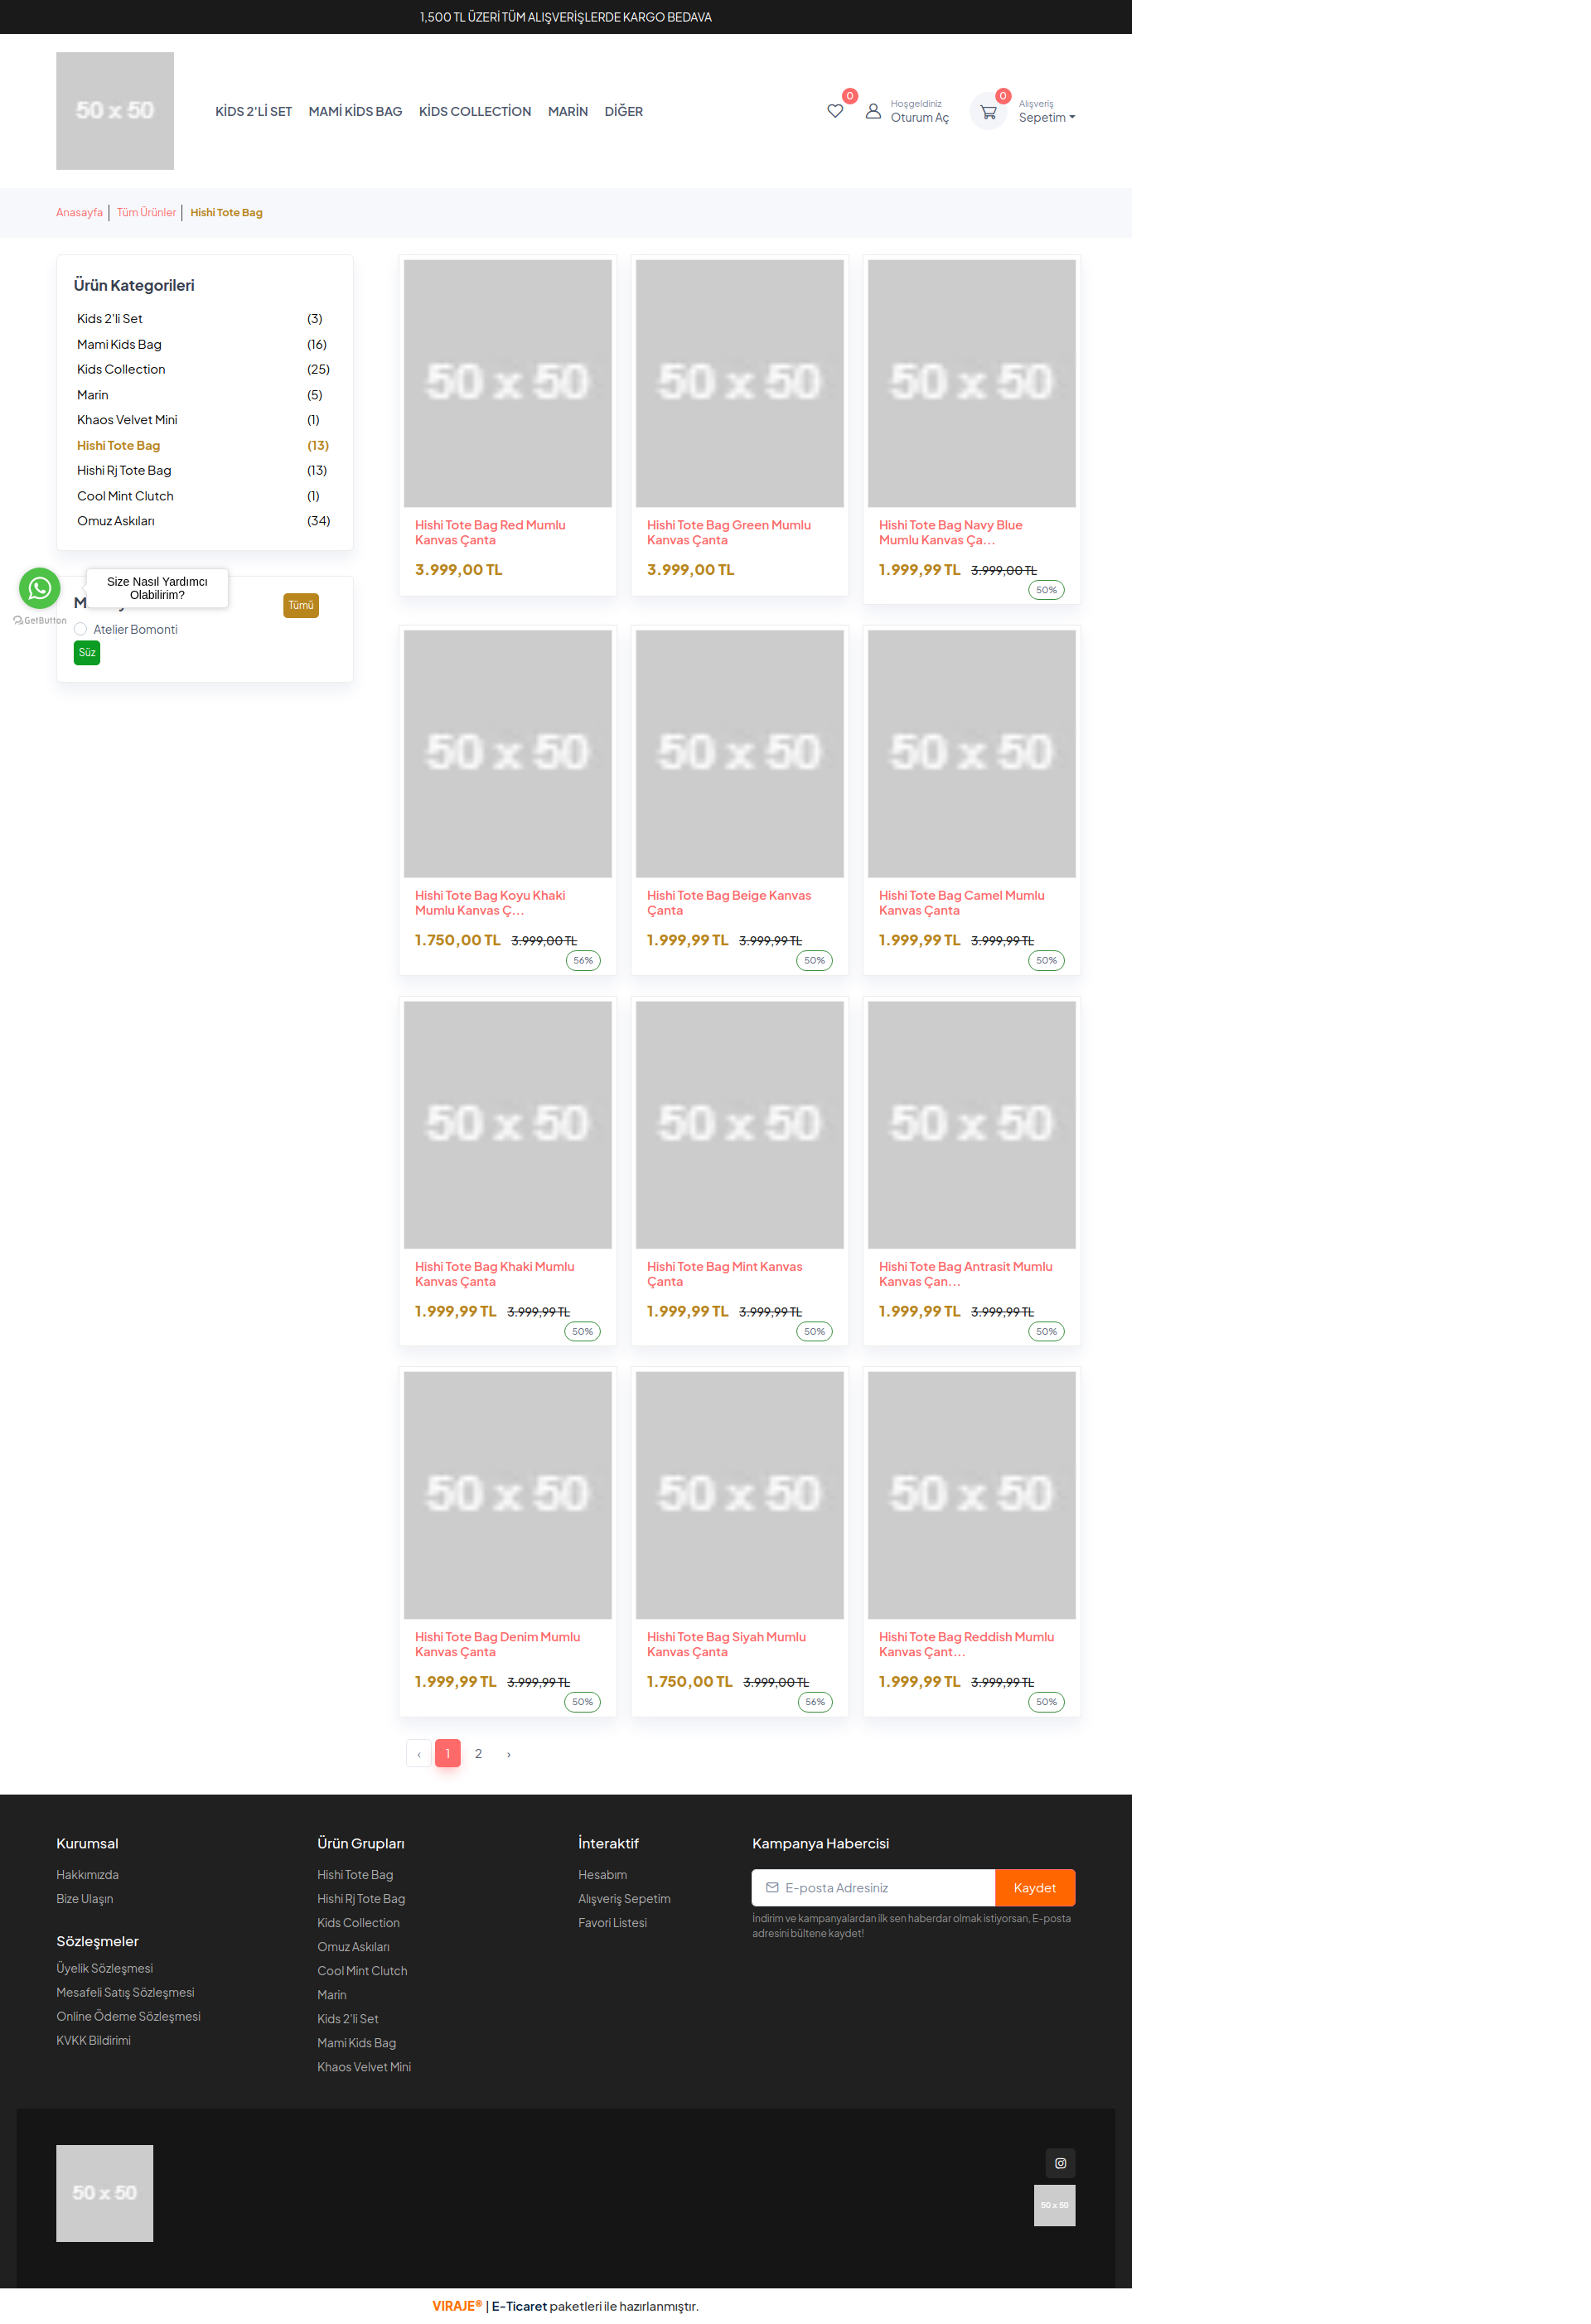 1,500 TL ÜZERİ TÜM ALIŞVERİŞLERDE KARGO BEDAVA
50 x 50
KİDS 2'Lİ SET MAMİ KİDS BAG KİDS COLLECTİON MARİN DİĞER
0
Hoşgeldiniz
Oturum Aç
0
Alışveriş
Sepetim
Anasayfa Tüm Ürünler Hishi Tote Bag
Ürün Kategorileri
Kids 2'li Set (3)
Mami Kids Bag (16)
Kids Collection (25)
Marin (5)
Khaos Velvet Mini (1)
Hishi Tote Bag (13)
Hishi Rj Tote Bag (13)
Cool Mint Clutch (1)
Omuz Askıları (34)
Size Nasıl Yardımcı
Olabilirim?
GetButton
Tümü
Atelier Bomonti
Süz
50 x 50
Hishi Tote Bag Red Mumlu
Kanvas Çanta
3.999,00 TL
50 x 50
Hishi Tote Bag Green Mumlu
Kanvas Çanta
3.999,00 TL
50 x 50
Hishi Tote Bag Navy Blue
Mumlu Kanvas Ça...
1.999,99 TL 3.999,00 TL
50%
50 x 50
Hishi Tote Bag Koyu Khaki
Mumlu Kanvas Ç...
1.750,00 TL 3.999,00 TL
56%
50 x 50
Hishi Tote Bag Beige Kanvas
Çanta
1.999,99 TL 3.999,99 TL
50%
50 x 50
Hishi Tote Bag Camel Mumlu
Kanvas Çanta
1.999,99 TL 3.999,99 TL
50%
50 x 50
Hishi Tote Bag Khaki Mumlu
Kanvas Çanta
1.999,99 TL 3.999,99 TL
50%
50 x 50
Hishi Tote Bag Mint Kanvas
Çanta
1.999,99 TL 3.999,99 TL
50%
50 x 50
Hishi Tote Bag Antrasit Mumlu
Kanvas Çan...
1.999,99 TL 3.999,99 TL
50%
50 x 50
Hishi Tote Bag Denim Mumlu
Kanvas Çanta
1.999,99 TL 3.999,99 TL
50%
50 x 50
Hishi Tote Bag Siyah Mumlu
Kanvas Çanta
1.750,00 TL 3.999,00 TL
56%
50 x 50
Hishi Tote Bag Reddish Mumlu
Kanvas Çant...
1.999,99 TL 3.999,99 TL
50%
‹ 1 2 ›
Kurumsal
Hakkımızda
Bize Ulaşın
Sözleşmeler
Üyelik Sözleşmesi
Mesafeli Satış Sözleşmesi
Online Ödeme Sözleşmesi
KVKK Bildirimi
Ürün Grupları
Hishi Tote Bag
Hishi Rj Tote Bag
Kids Collection
Omuz Askıları
Cool Mint Clutch
Marin
Kids 2'li Set
Mami Kids Bag
Khaos Velvet Mini
İnteraktif
Hesabım
Alışveriş Sepetim
Favori Listesi
Kampanya Habercisi
E-posta Adresiniz Kaydet
İndirim ve kampanyalardan ilk sen haberdar olmak istiyorsan, E-posta
adresini bültene kaydet!
50 x 50
50 x 50
VIRAJE® | E-Ticaret paketleri ile hazırlanmıştır.